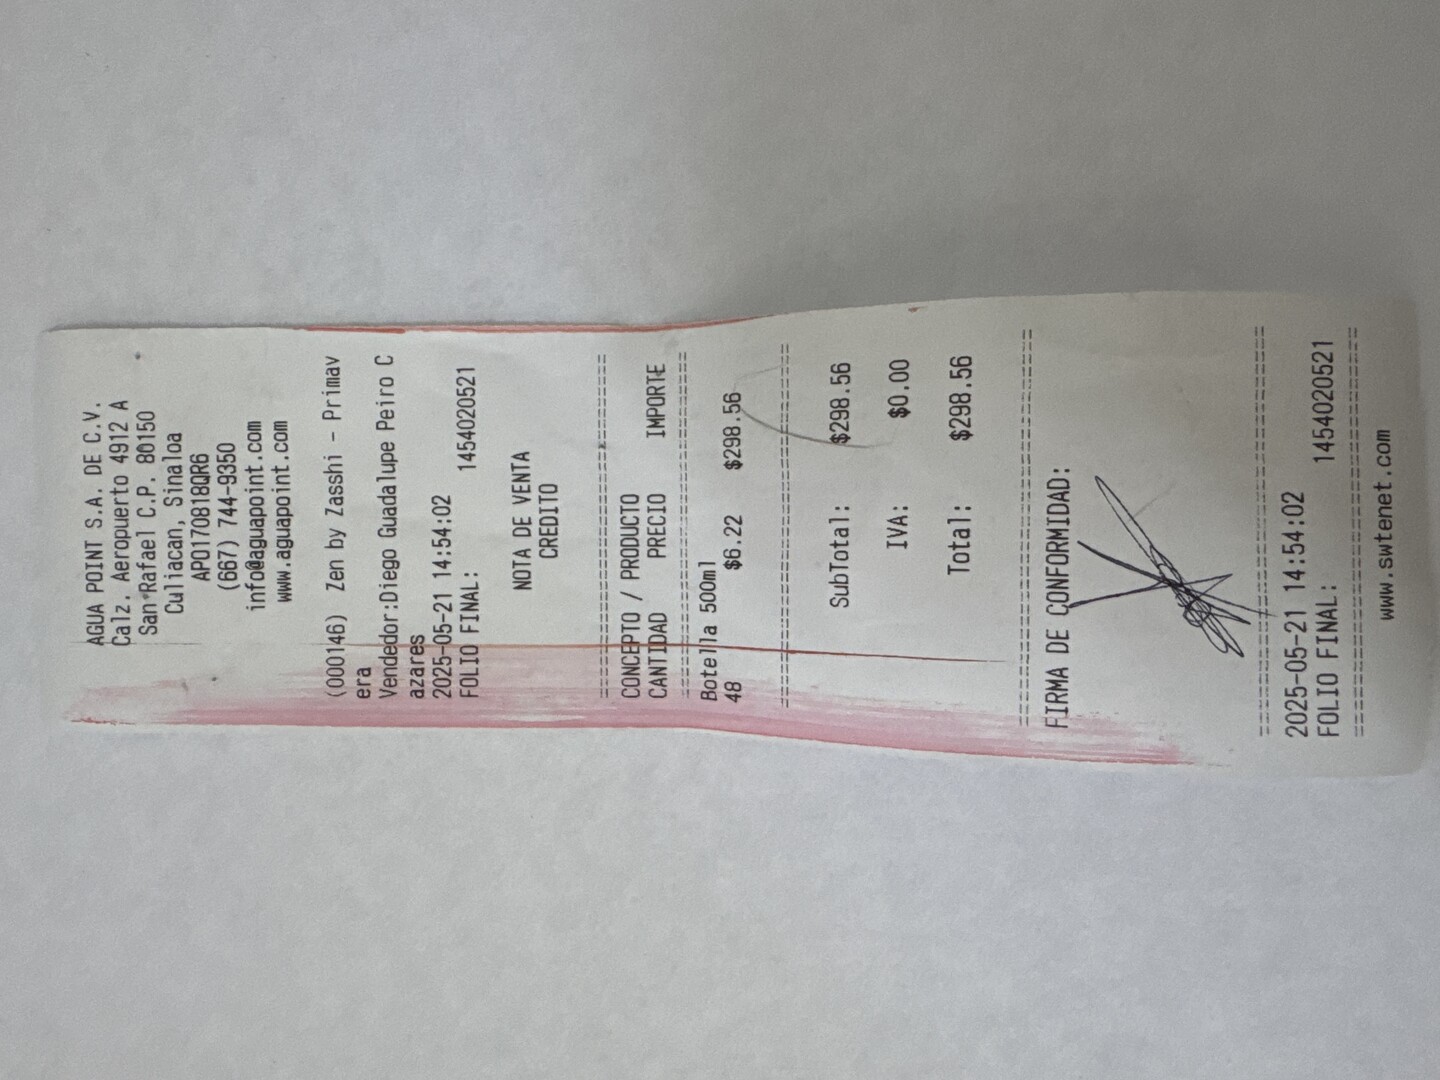 AGUA POINT S.A. DE C.V.
Calz. Aeropuerto 4912 A
San Rafael C.P. 80150
Culiacan, Sinaloa
APO170818QR6
(667) 744-9350
info@aguapoint.com
www.aguapoint.com
(000146) Zen by Zasshi - Primav
era
Vendedor:Diego Guadalupe Peiro C
azares
2025-05-21 14:54:02
FOLIO FINAL: 1454020521
NOTA DE VENTA
CREDITO
================================
CONCEPTO / PRODUCTO
CANTIDAD PRECIO IMPORTE
================================
Botella 500ml
48 $6.22 $298.56
================================
SubTotal: $298.56
IVA: $0.00
Total: $298.56
================================
FIRMA DE CONFORMIDAD:
================================
2025-05-21 14:54:02
FOLIO FINAL: 1454020521
================================
www.swtenet.com